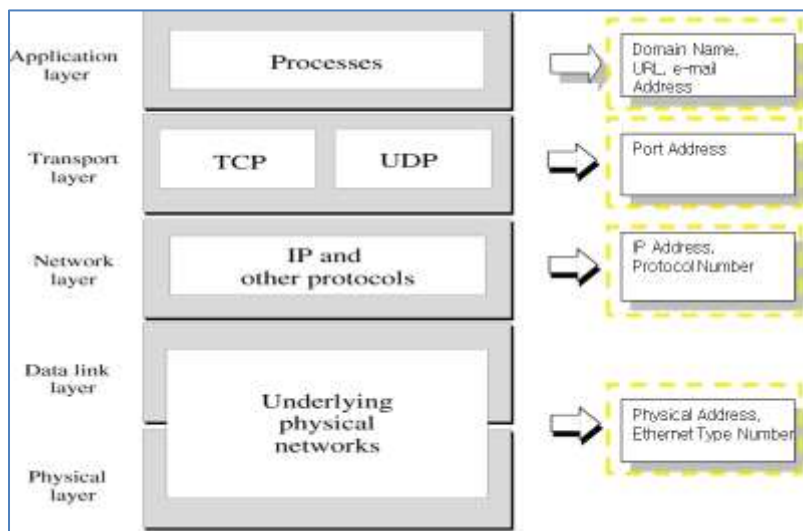 Application
layer
Processes
Domain Name,
URL, e-mail
Address
Transport
layer
TCP
UDP
Port Address
Network
layer
IP and
other protocols
IP Address,
Protocol Number
Data link
layer
Underlying
physical
networks
Physical Address,
Ethernet Type Number
Physical
layer